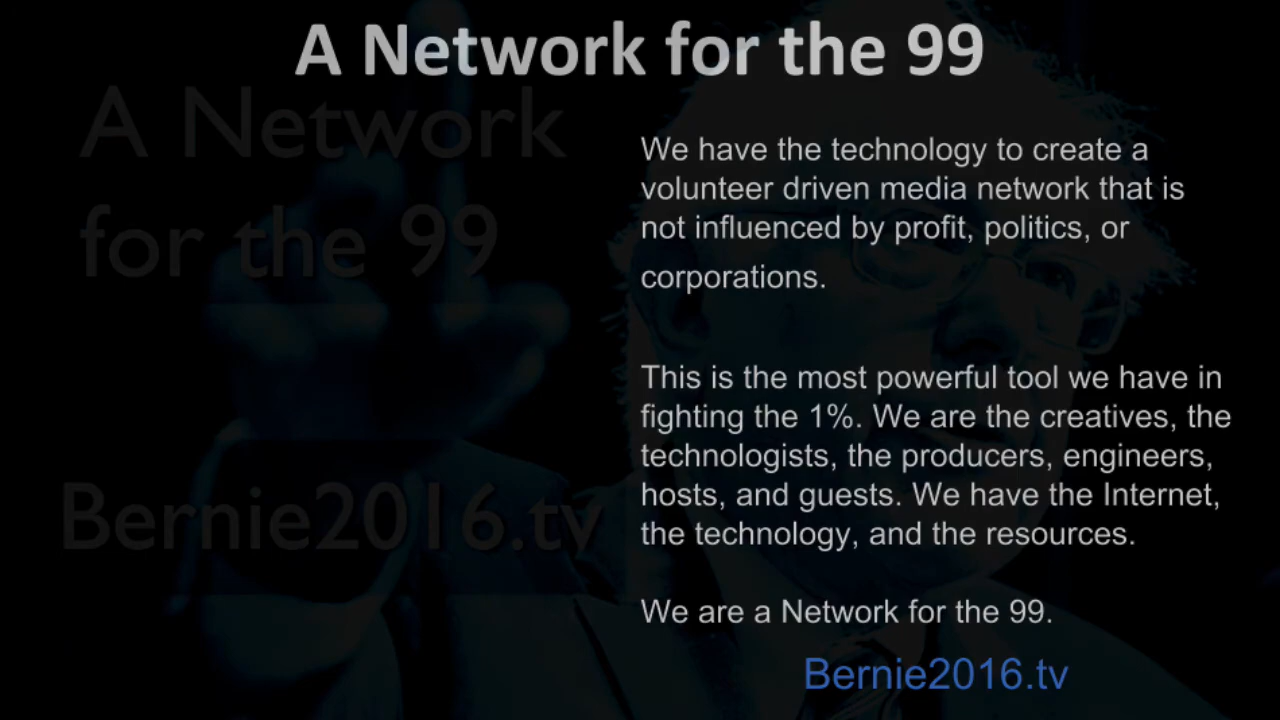 A Network for the 99
A Network
for the 99
We have the technology to create a
volunteer driven media network that is
not influenced by profit, politics, or
corporations.
This is the most powerful tool we have in
fighting the 1%. We are the creatives, the
technologists, the producers, engineers,
hosts, and guests. We have the Internet,
the technology, and the resources.
Bernie2016.tv
We are a Network for the 99.
Bernie2016.tv